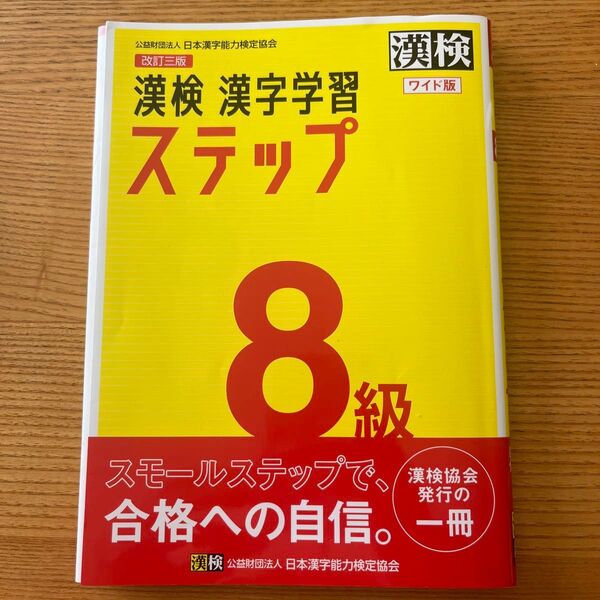 公益財団法人 日本漢字能力検定協会
漢検
改訂三版
ワイド版
漢検 漢字学習
ステップ
8級
スモールステップで、
合格への自信。
漢検協会
発行の
一冊
漢検 公益財団法人 日本漢字能力検定協会